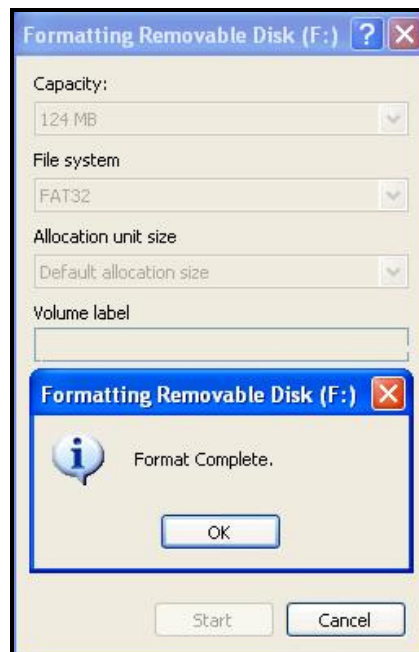 Formatting Removable Disk (F:)
Capacity:
124 MB
File system
FAT32
Allocation unit size
Default allocation size
Volume label
Formatting Removable Disk (F:)
Format Complete.
OK
Start
Cancel